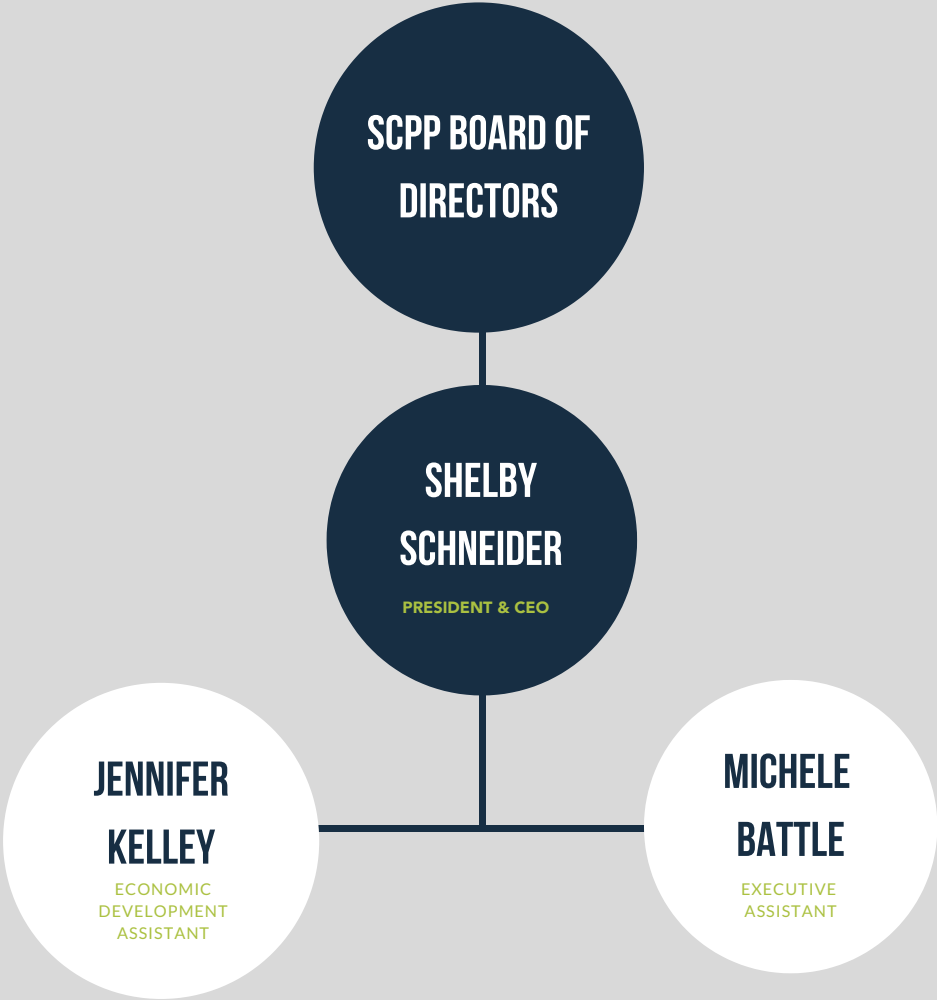 SCPP BOARD OF
DIRECTORS
SHELBY
SCHNEIDER
PRESIDENT & CEO
JENNIFER
KELLEY
ECONOMIC
DEVELOPMENT
ASSISTANT
MICHELE
BATTLE
EXECUTIVE
ASSISTANT